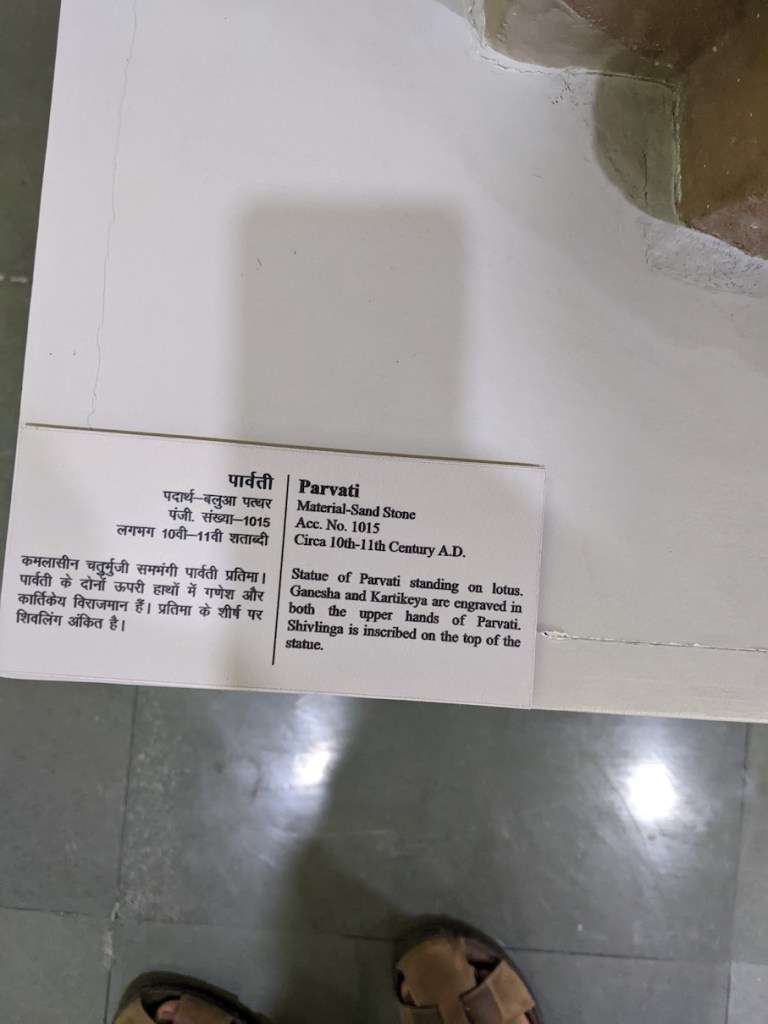 पार्वती
पदार्थ–बलुआ पत्थर
पंजी. संख्या–1015
लगभग 10वी–11वी शताब्दी
कमलासीन चतुर्भुजी सममंगी पार्वती प्रतिमा।
पार्वती के दोनों ऊपरी हाथों में गणेश और
कार्तिकेय विराजमान हैं। प्रतिमा के शीर्ष पर
शिवलिंग अंकित है।
Parvati
Material-Sand Stone
Acc. No. 1015
Circa 10th-11th Century A.D.
Statue of Parvati standing on lotus.
Ganesha and Kartikeya are engraved in
both the upper hands of Parvati.
Shivlinga is inscribed on the top of the
statue.